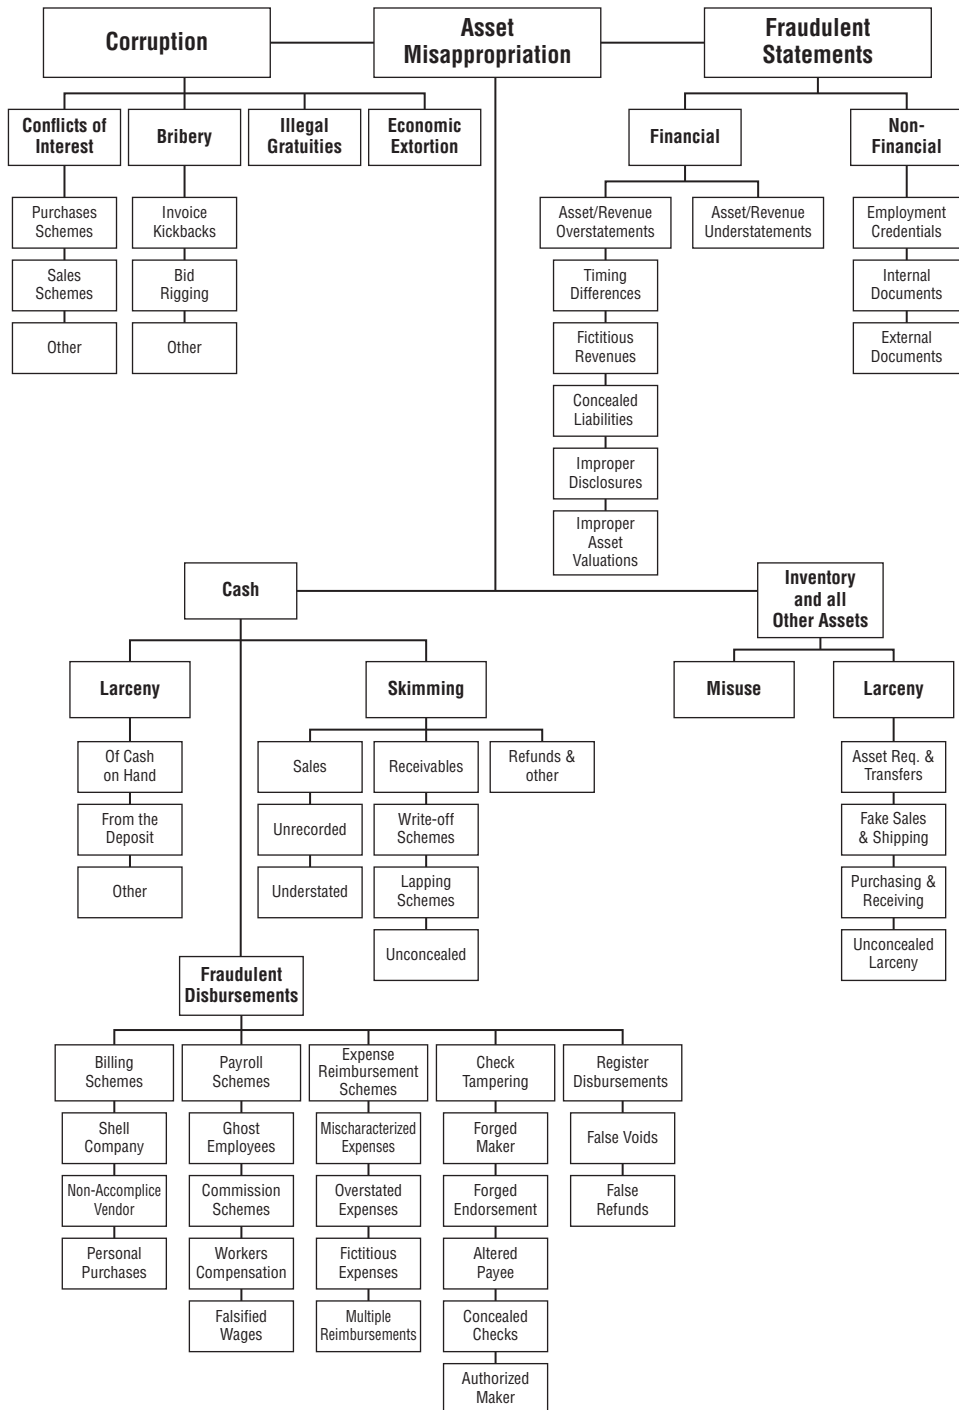 Corruption
Asset
Misappropriation
Fraudulent
Statements
Conflicts of
Interest
Bribery
Illegal
Gratuities
Economic
Extortion
Financial
Non-
Financial
Purchases
Schemes
Sales
Schemes
Other
Invoice
Kickbacks
Bid
Rigging
Other
Asset/Revenue
Overstatements
Timing
Differences
Fictitious
Revenues
Concealed
Liabilities
Improper
Disclosures
Improper
Asset
Valuations
Asset/Revenue
Understatements
Employment
Credentials
Internal
Documents
External
Documents
Cash
Inventory
and all
Other Assets
Larceny
Skimming
Misuse
Larceny
Of Cash
on Hand
From the
Deposit
Other
Sales
Unrecorded
Understated
Receivables
Write-off
Schemes
Lapping
Schemes
Unconcealed
Refunds &
other
Asset Req. &
Transfers
Fake Sales
& Shipping
Purchasing &
Receiving
Unconcealed
Larceny
Fraudulent
Disbursements
Billing
Schemes
Shell
Company
Non-Accomplice
Vendor
Personal
Purchases
Payroll
Schemes
Ghost
Employees
Commission
Schemes
Workers
Compensation
Falsified
Wages
Expense
Reimbursement
Schemes
Mischaracterized
Expenses
Overstated
Expenses
Fictitious
Expenses
Multiple
Reimbursements
Check
Tampering
Forged
Maker
Forged
Endorsement
Altered
Payee
Concealed
Checks
Authorized
Maker
Register
Disbursements
False Voids
False
Refunds